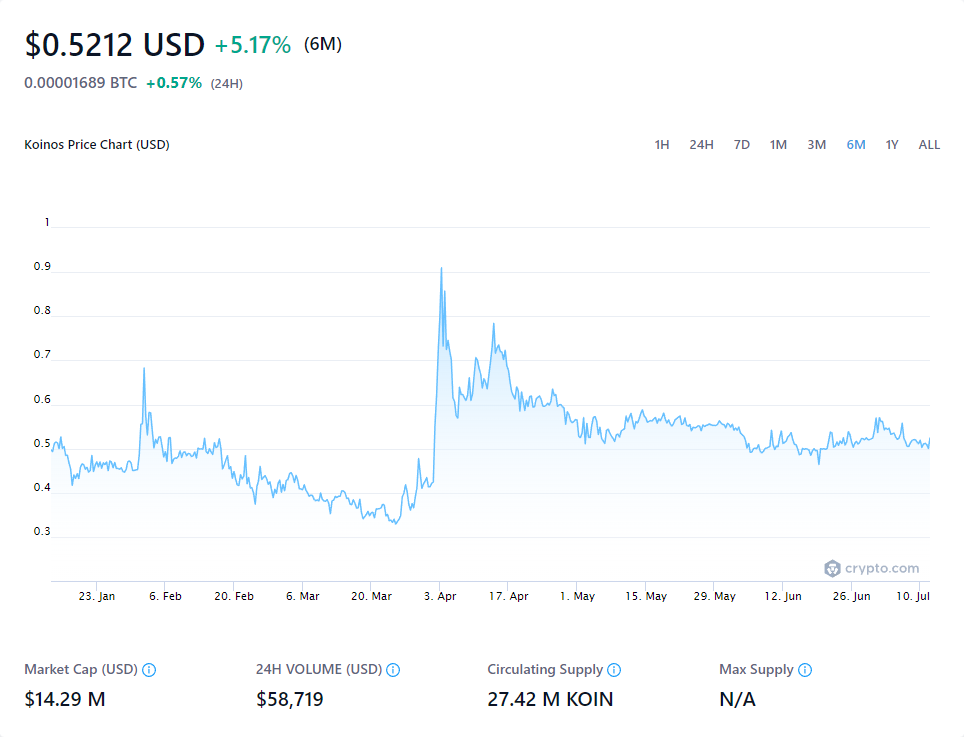 $0.5212 USD +5.17% (6M)
0.00001689 BTC +0.57% (24H)
Koinos Price Chart (USD) 1H 24H 7D 1M 3M 6M 1Y ALL
1
0.9
0.8
0.7
0.6
0.5
0.4
0.3
crypto.com
23. Jan 6. Feb 20. Feb 6. Mar 20. Mar 3. Apr 17. Apr 1. May 15. May 29. May 12. Jun 26. Jun 10. Jul
Market Cap (USD) 24H VOLUME (USD) Circulating Supply Max Supply
$14.29 M $58,719 27.42 M KOIN N/A